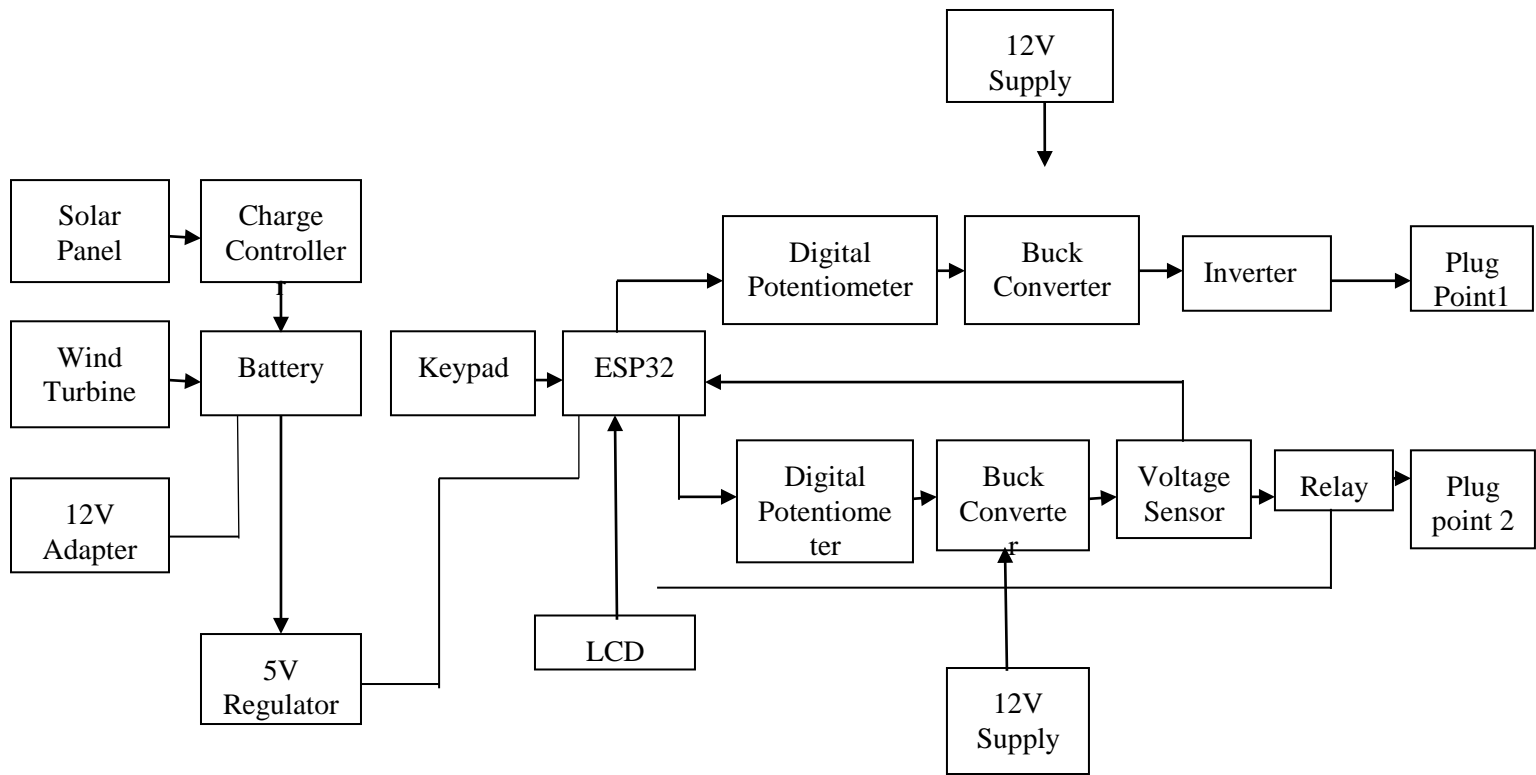 12V
Supply
Solar
Panel
Charge
Controller
r
Digital
Potentiometer
Buck
Converter
Inverter
Plug
Point1
Wind
Turbine
Battery
Keypad
ESP32
12V
Adapter
Digital
Potentiome
ter
Buck
Converte
r
Voltage
Sensor
Relay
Plug
point 2
5V
Regulator
LCD
12V
Supply